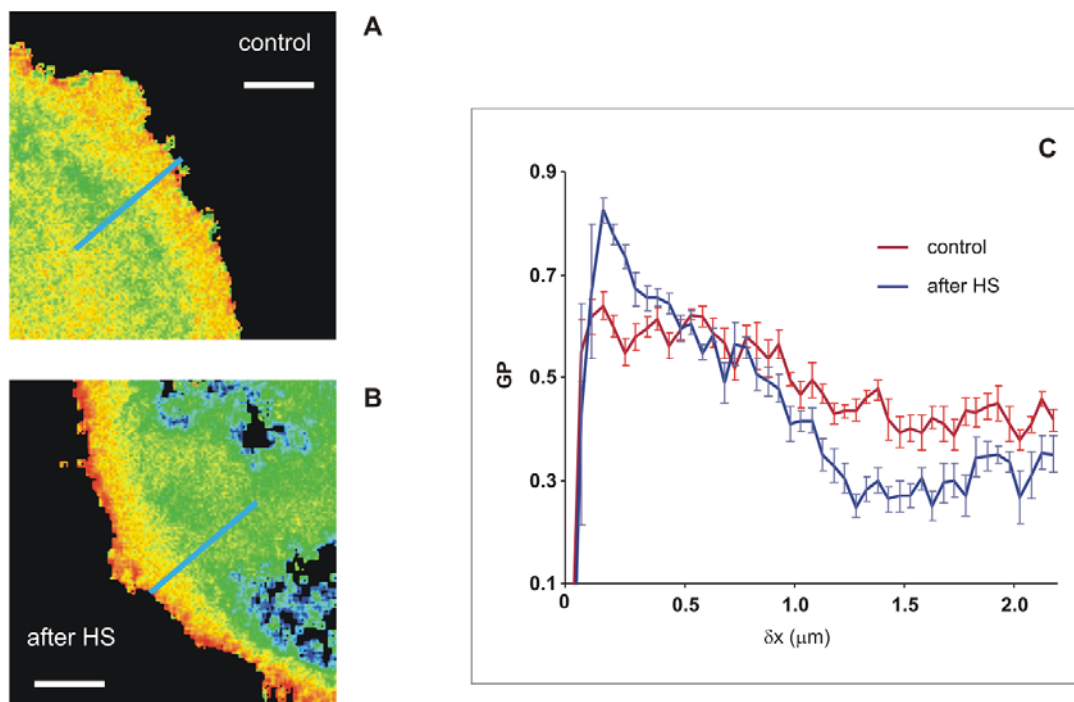 A
control
B
after HS
C
0.9
0.7
0.5
0.3
0.1
GP
control
after HS
0 0.5 1.0 1.5 2.0
δx (μm)